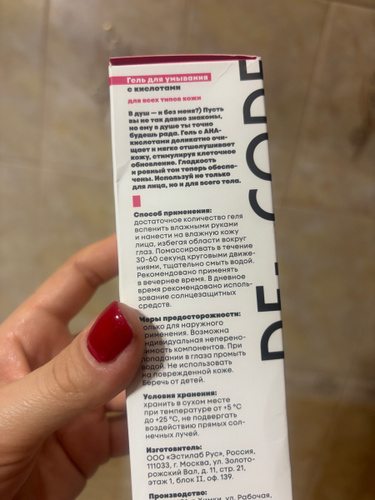 Гель для умывания
с кислотами
для всех типов кожи
В душ — и без меня?) Пусть
вы не так давно знакомы,
но ему в душе ты точно
будешь рада. Гель с AHA-
кислотами деликатно очи-
щает и мягко отшелушивает
кожу, стимулируя клеточное
обновление. Гладкость
и ровный тон теперь обеспе-
чены. Используй не только
для лица, но и для всего тела.
Способ применения:
достаточное количество геля
вспенить влажными руками
и нанести на влажную кожу
лица, избегая области вокруг
глаз. Помассировать в течение
30-60 секунд круговыми движе-
ниями, тщательно смыть водой.
Рекомендовано применять
в вечернее время. В дневное
время рекомендовано исполь-
зование солнцезащитных
средств.
Меры предосторожности:
только для наружного
применения. Возможна
индивидуальная неперено-
симость компонентов. При
попадании в глаза промыть
водой. Не использовать
на поврежденной коже.
Беречь от детей.
Условия хранения:
хранить в сухом месте
при температуре от +5 °C
до +25 °C, не подвергать
воздействию прямых сол-
нечных лучей.
Изготовитель:
ООО «Эстилаб Рус», Россия,
111033, г. Москва, ул. Золото-
рожский Вал, д. 11, стр. 21,
этаж 1, блок II, оф. 139.
Производство:
г. Химки, ул. Рабочая,
DE. CODE